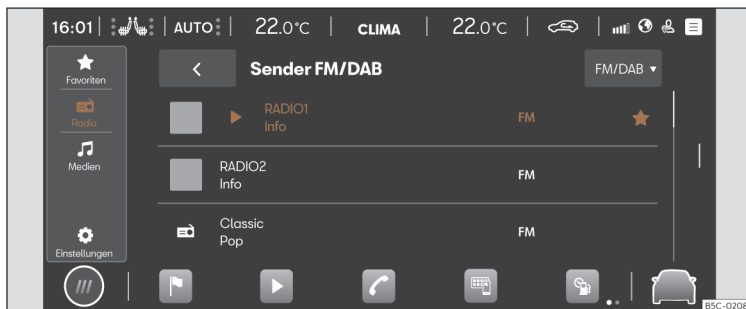 16:01 AUTO 22.0°C CLIMA 22.0°C
Favoriten
Radio
Medien
Einstellungen
Sender FM/DAB FM/DAB
RADIO1 FM
Info
RADIO2 FM
Info
Classic FM
Pop
B5C-0208